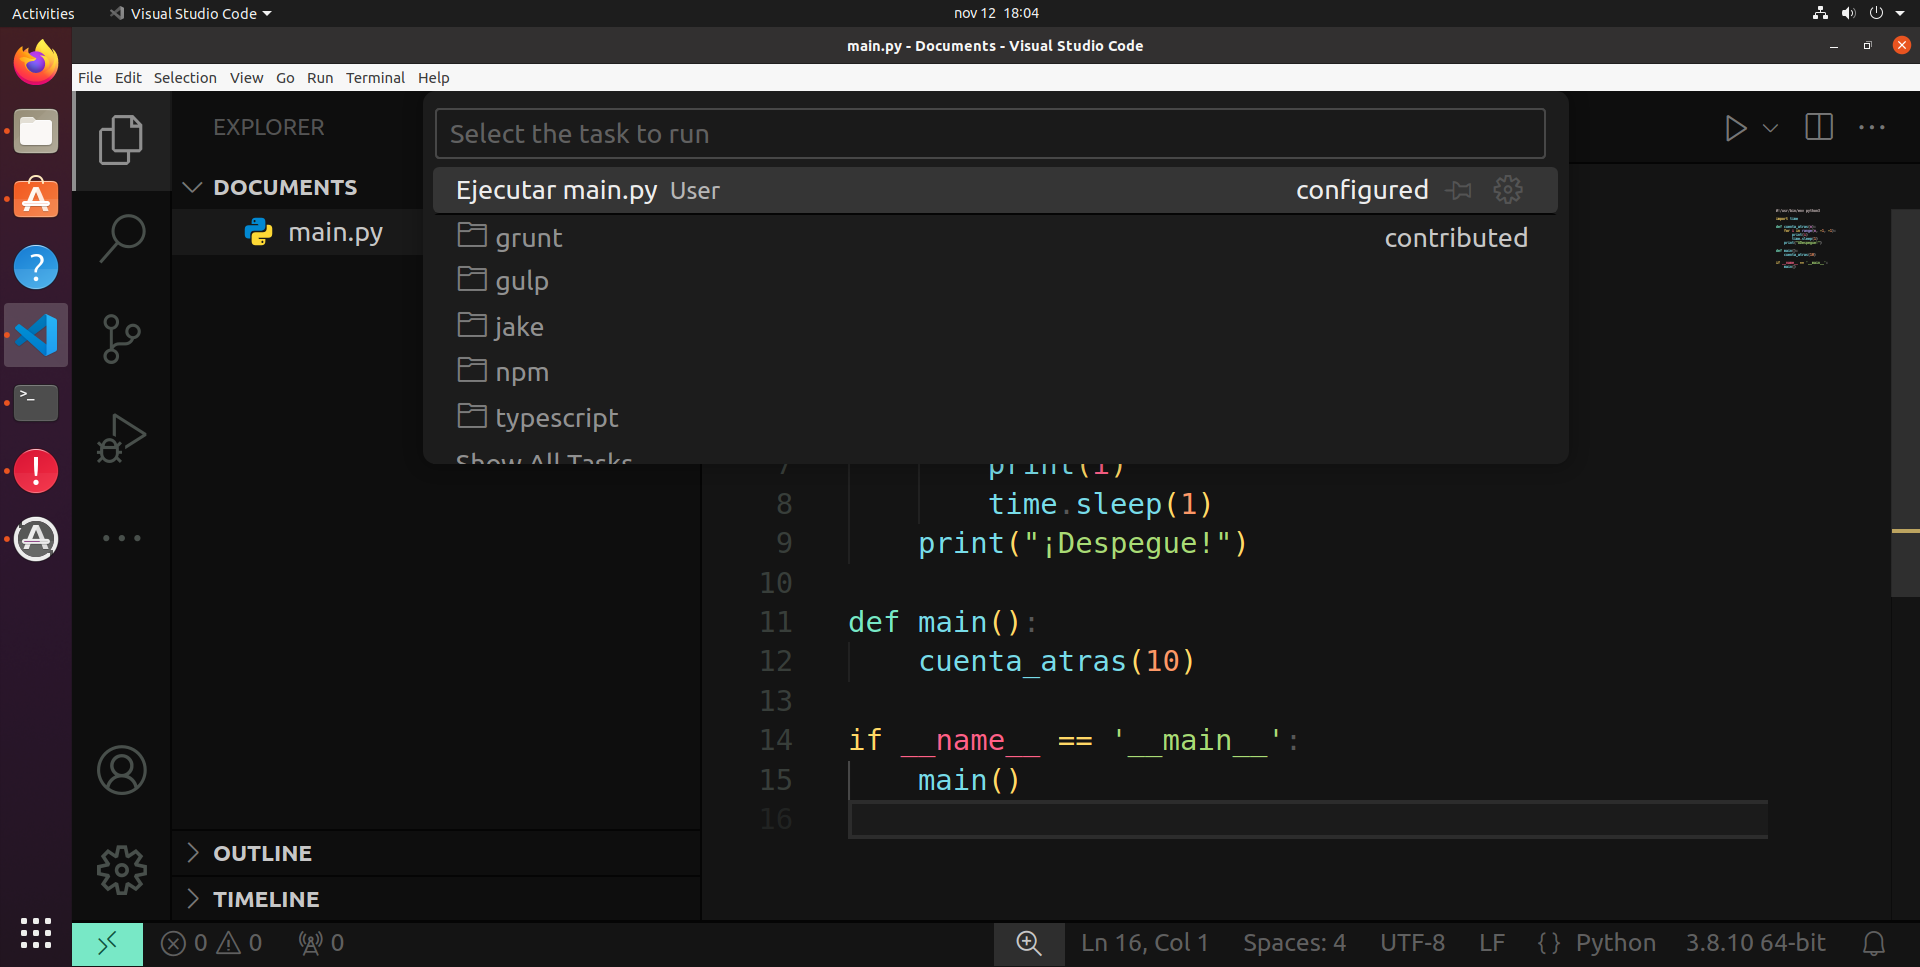 Activities Visual Studio Code nov 12 18:04
main.py - Documents - Visual Studio Code
File Edit Selection View Go Run Terminal Help
EXPLORER
DOCUMENTS
main.py
Select the task to run
Ejecutar main.py User configured
grunt contributed
gulp
jake
npm
typescript
Show All Tasks
7 print(i)
8 time.sleep(1)
9 print("¡Despegue!")
10
11 def main():
12 cuenta_atras(10)
13
14 if __name__ == '__main__':
15 main()
16
OUTLINE
TIMELINE
0 0 0 Ln 16, Col 1 Spaces: 4 UTF-8 LF {} Python 3.8.10 64-bit